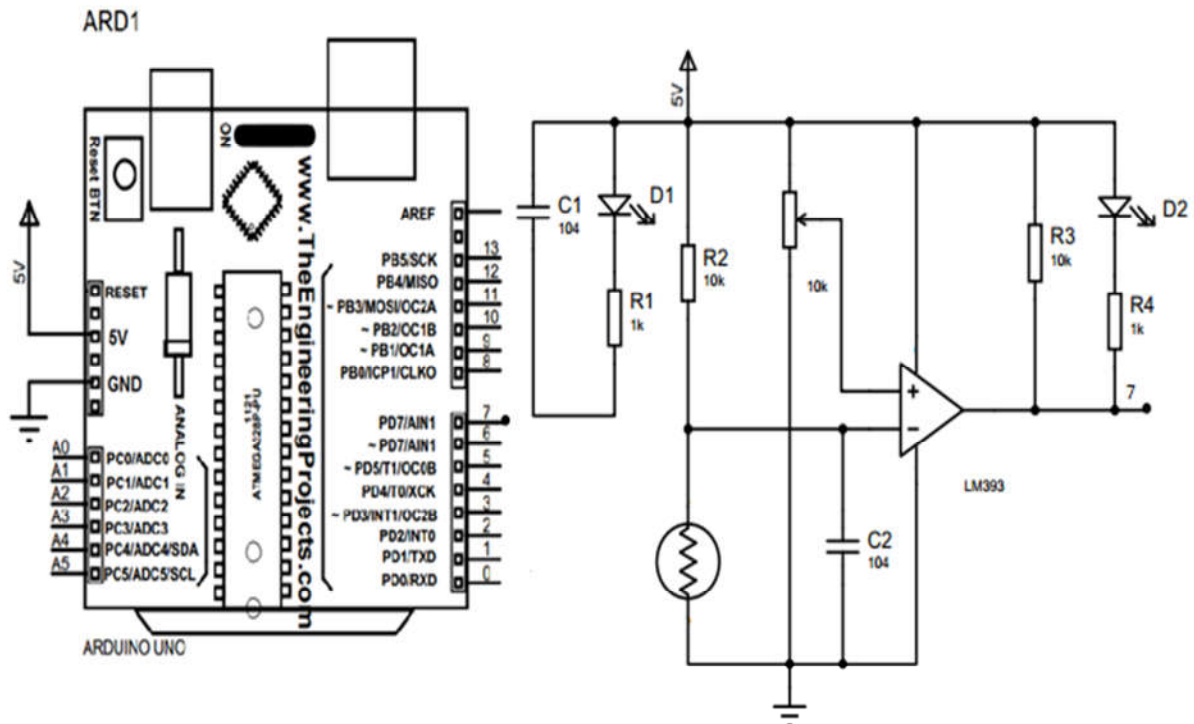 ARD1
5V
Reset BTN
ON
www.TheEngineeringProjects.com
AREF
PB5/SCK
13
PB4/MISO
12
~ PB3/MOSI/OC2A
11
~ PB2/OC1B
10
~ PB1/OC1A
9
PB0/ICP1/CLKO
8
RESET
5V
GND
ANALOG IN
PD7/AIN1
7
~ PD7/AIN1
6
~ PD5/T1/OC0B
5
PD4/T0/XCK
4
~ PD3/INT1/OC2B
3
PD2/INT0
2
PD1/TXD
1
PD0/RXD
0
A0
PC0/ADC0
A1
PC1/ADC1
A2
PC2/ADC2
A3
PC3/ADC3
A4
PC4/ADC4/SDA
A5
PC5/ADC5/SCL
ARDUINO UNO
5V
C1
104
D1
R1
1k
R2
10k
10k
R3
10k
D2
R4
1k
7
+
−
LM393
C2
104